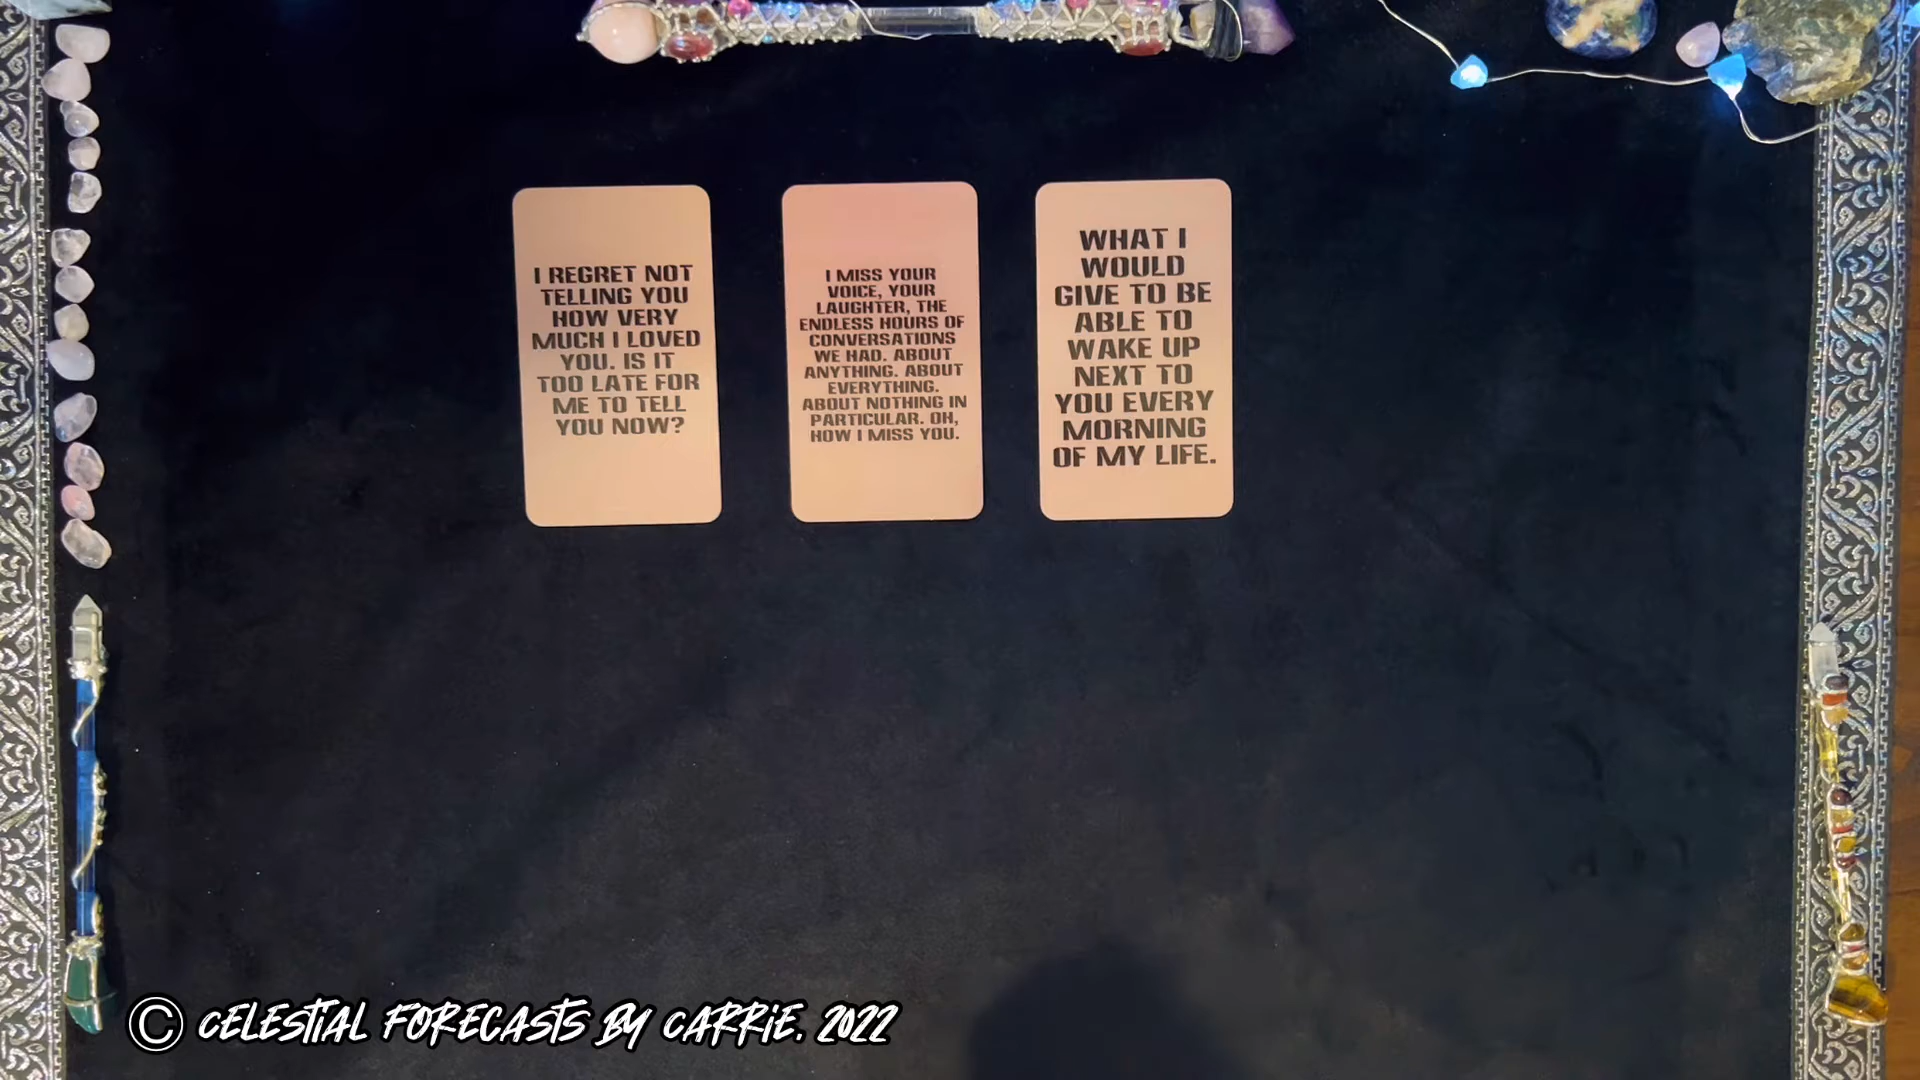 I REGRET NOT
TELLING YOU
HOW VERY
MUCH I LOVED
YOU. IS IT
TOO LATE FOR
ME TO TELL
YOU NOW?
I MISS YOUR
VOICE, YOUR
LAUGHTER, THE
ENDLESS HOURS OF
CONVERSATIONS
WE HAD. ABOUT
ANYTHING. ABOUT
EVERYTHING.
ABOUT NOTHING IN
PARTICULAR. OH,
HOW I MISS YOU.
WHAT I
WOULD
GIVE TO BE
ABLE TO
WAKE UP
NEXT TO
YOU EVERY
MORNING
OF MY LIFE.
© CELESTIAL FORECASTS BY CARRIE. 2022